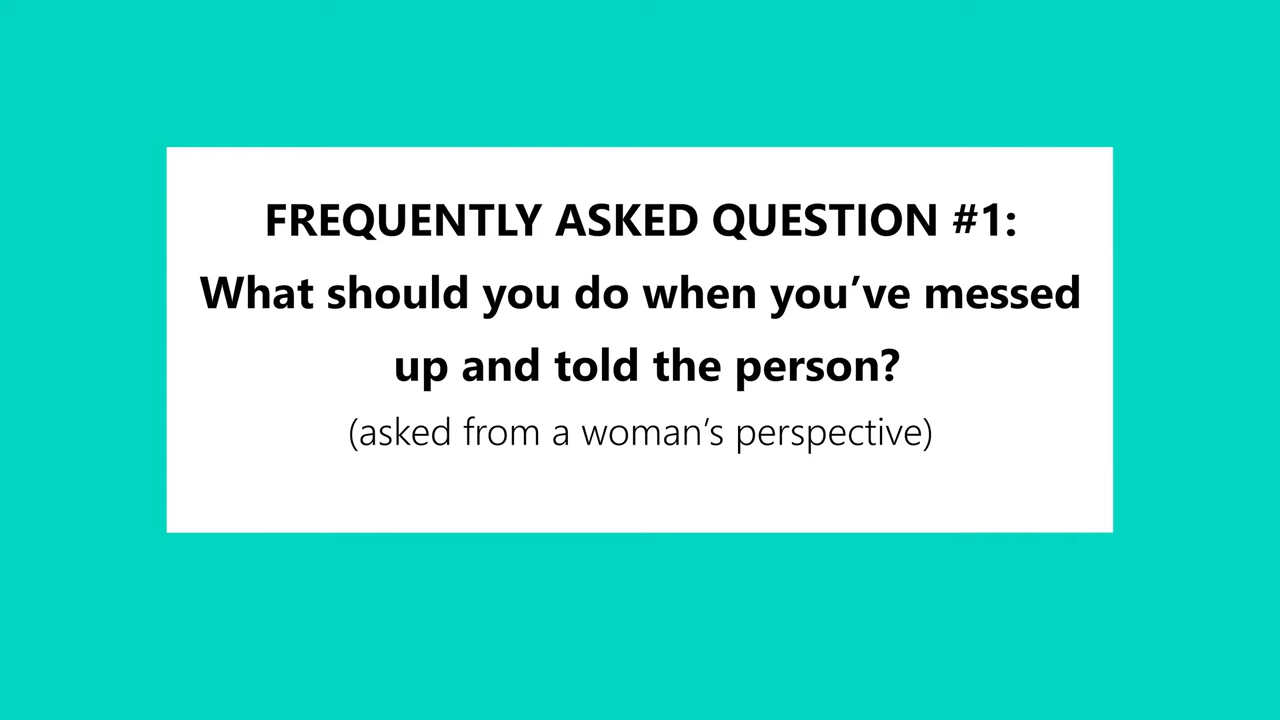 FREQUENTLY ASKED QUESTION #1:
What should you do when you’ve messed
up and told the person?
(asked from a woman’s perspective)